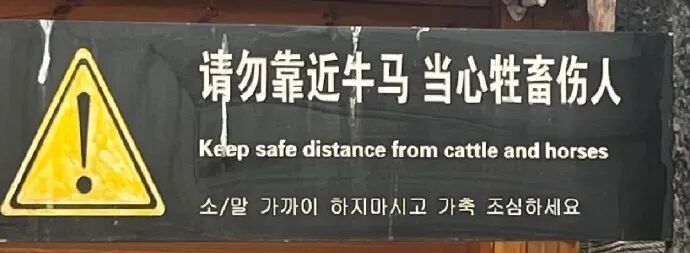 请勿靠近牛马 当心牲畜伤人
Keep safe distance from cattle and horses
소/말 가까이 하지마시고 가축 조심하세요